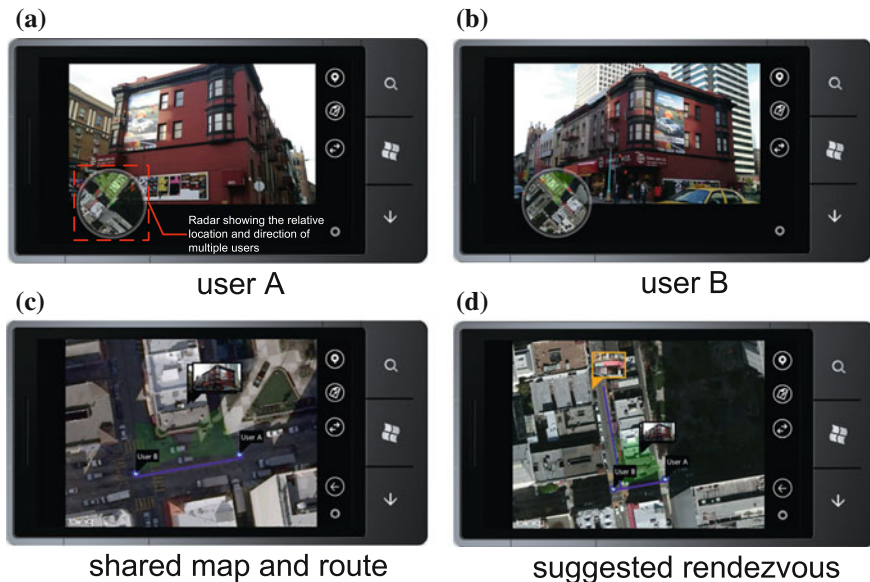 (a)
(b)
Radar showing the relative
location and direction of
multiple users
user A
user B
(c)
(d)
User B
User A
User B
User A
shared map and route
suggested rendezvous